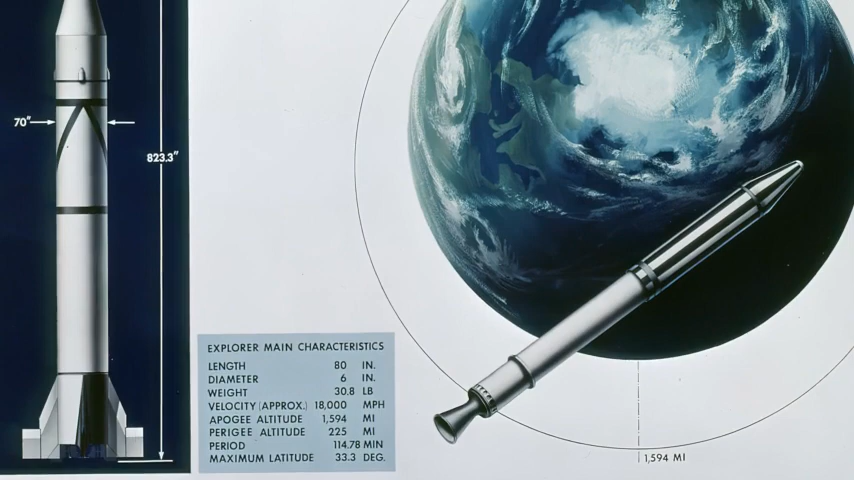 70"
823.3"
EXPLORER MAIN CHARACTERISTICS
LENGTH 80 IN.
DIAMETER 6 IN.
WEIGHT 30.8 LB
VELOCITY (APPROX.) 18,000 MPH
APOGEE ALTITUDE 1,594 MI
PERIGEE ALTITUDE 225 MI
PERIOD 114.78 MIN
MAXIMUM LATITUDE 33.3 DEG.
1,594 MI